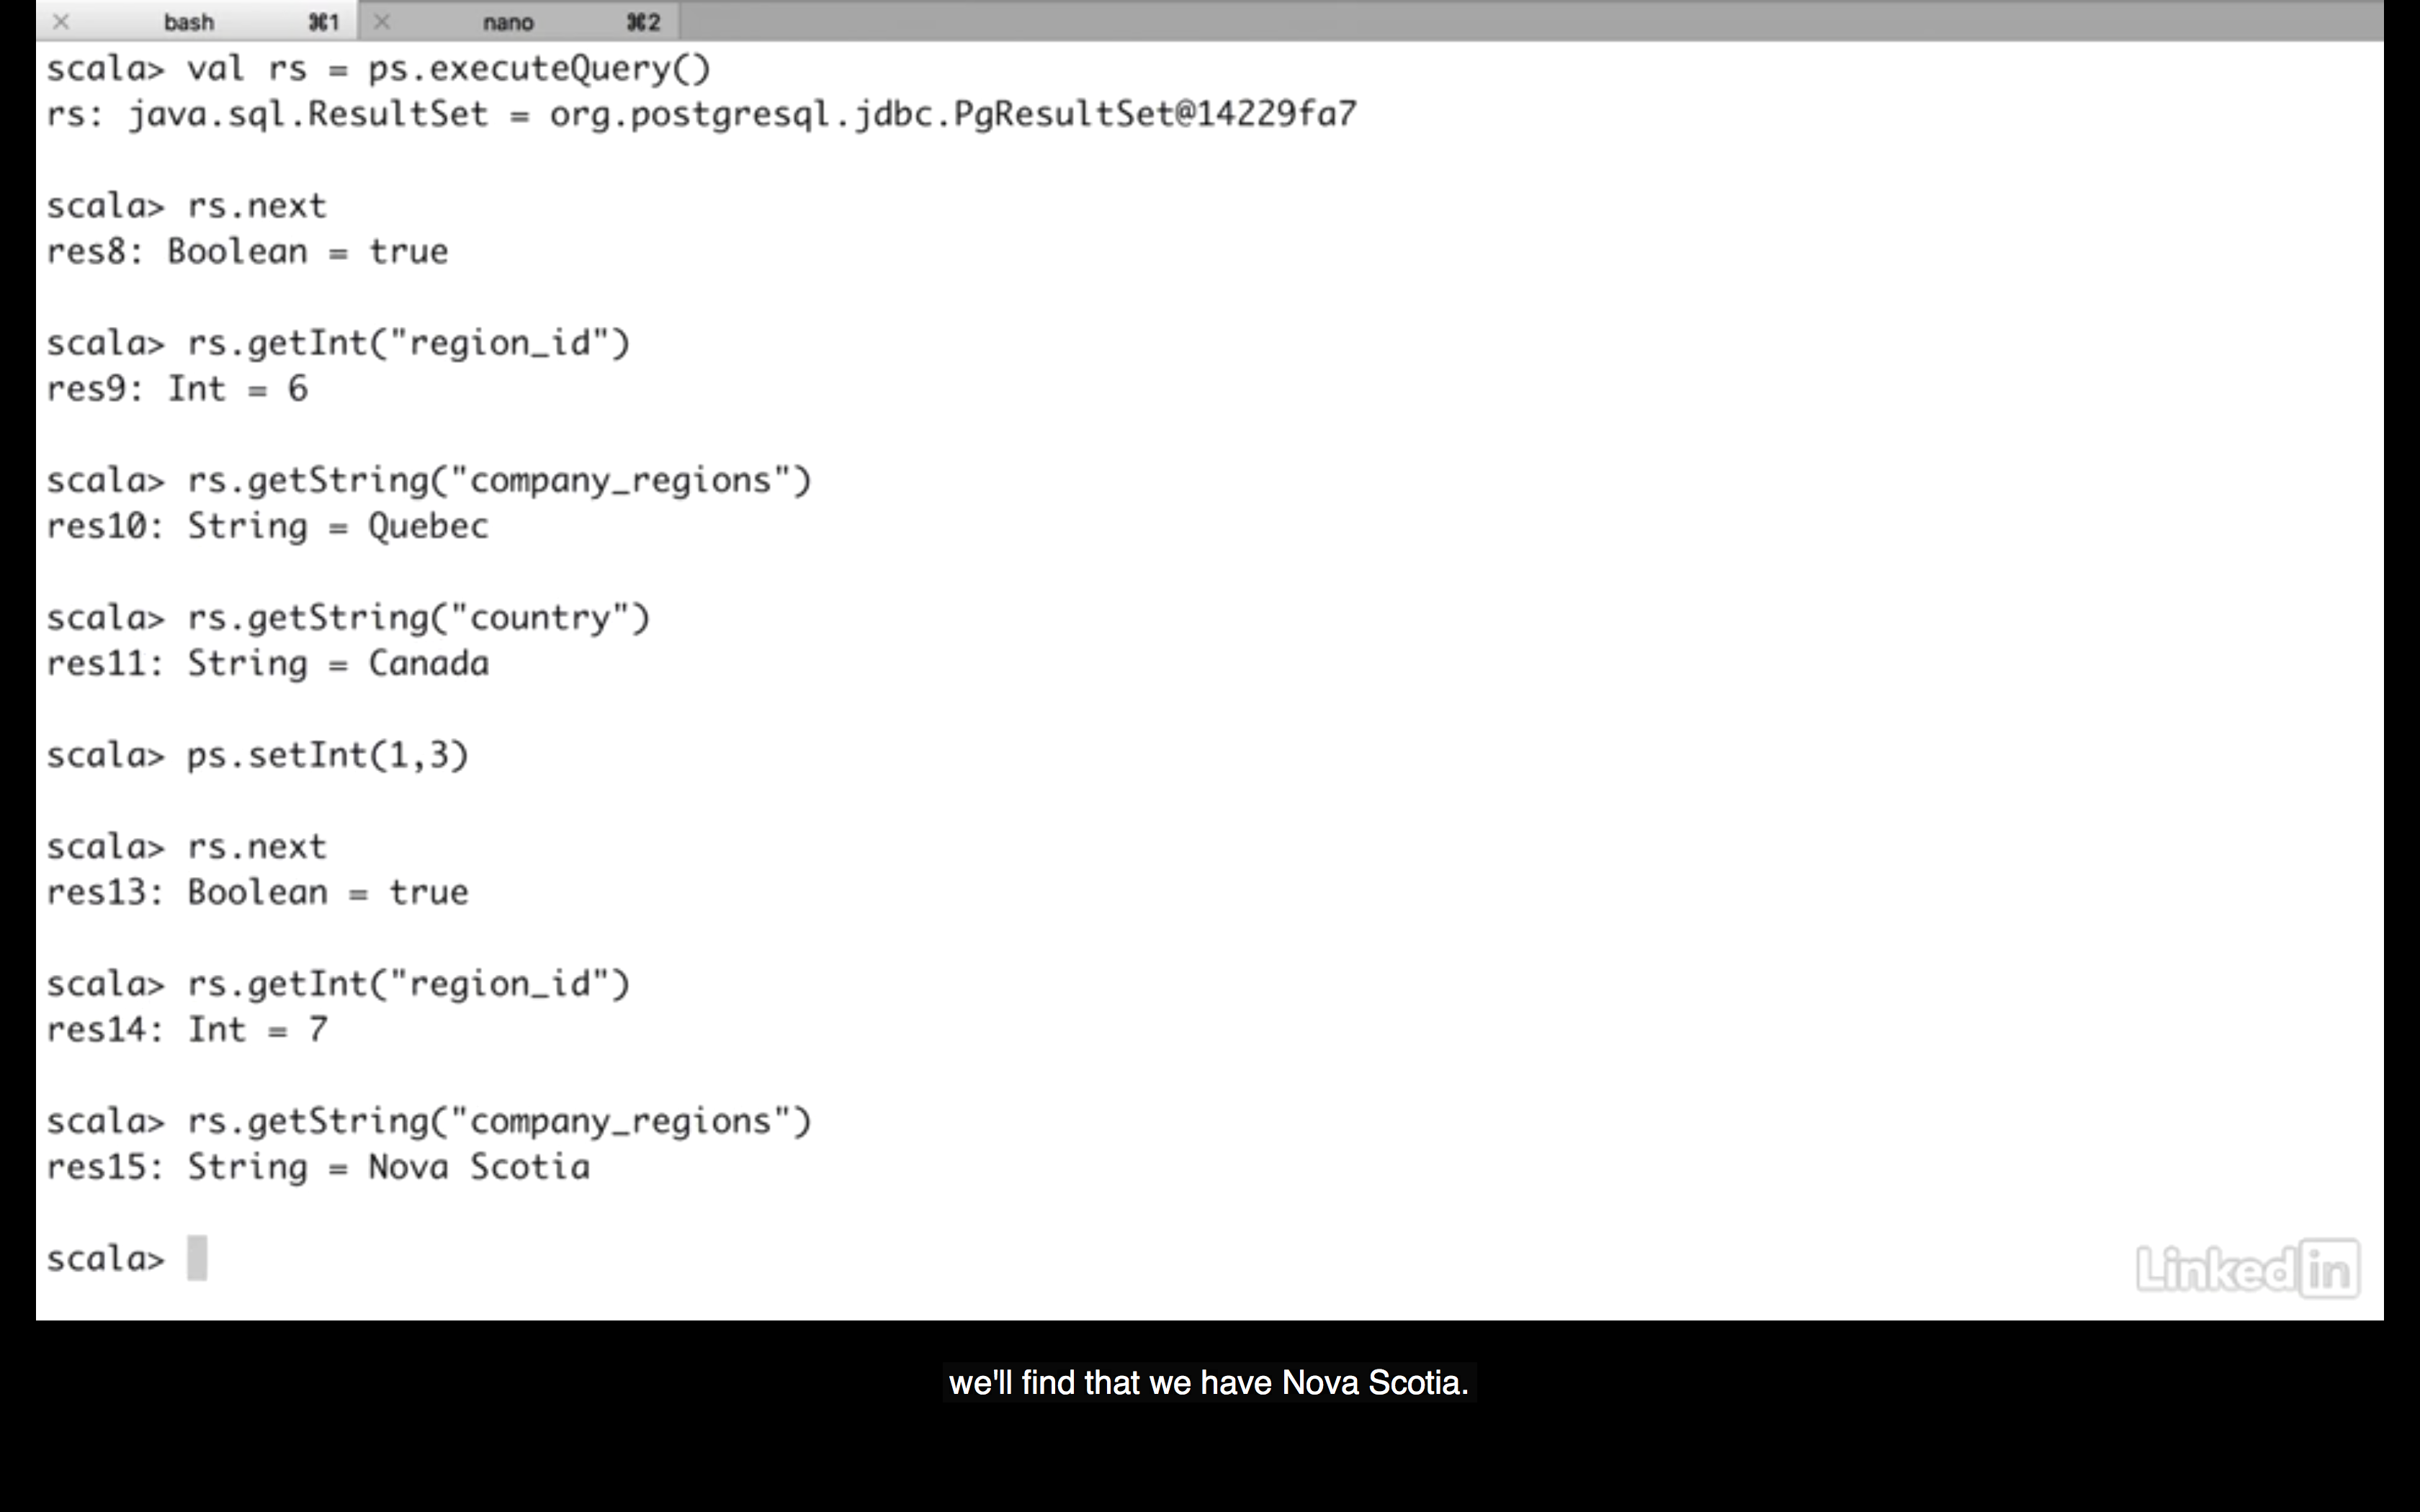 bash ⌘1 nano ⌘2
scala> val rs = ps.executeQuery()
rs: java.sql.ResultSet = org.postgresql.jdbc.PgResultSet@14229fa7
scala> rs.next
res8: Boolean = true
scala> rs.getInt("region_id")
res9: Int = 6
scala> rs.getString("company_regions")
res10: String = Quebec
scala> rs.getString("country")
res11: String = Canada
scala> ps.setInt(1,3)
scala> rs.next
res13: Boolean = true
scala> rs.getInt("region_id")
res14: Int = 7
scala> rs.getString("company_regions")
res15: String = Nova Scotia
scala>
Linked in
we'll find that we have Nova Scotia.